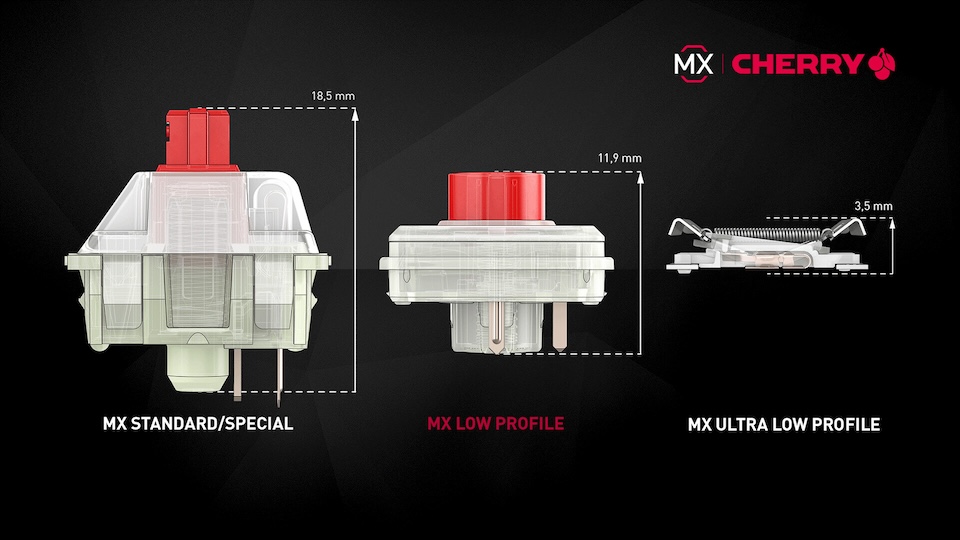 MX | CHERRY
18,5 mm
11,9 mm
3,5 mm
MX STANDARD/SPECIAL
MX LOW PROFILE
MX ULTRA LOW PROFILE